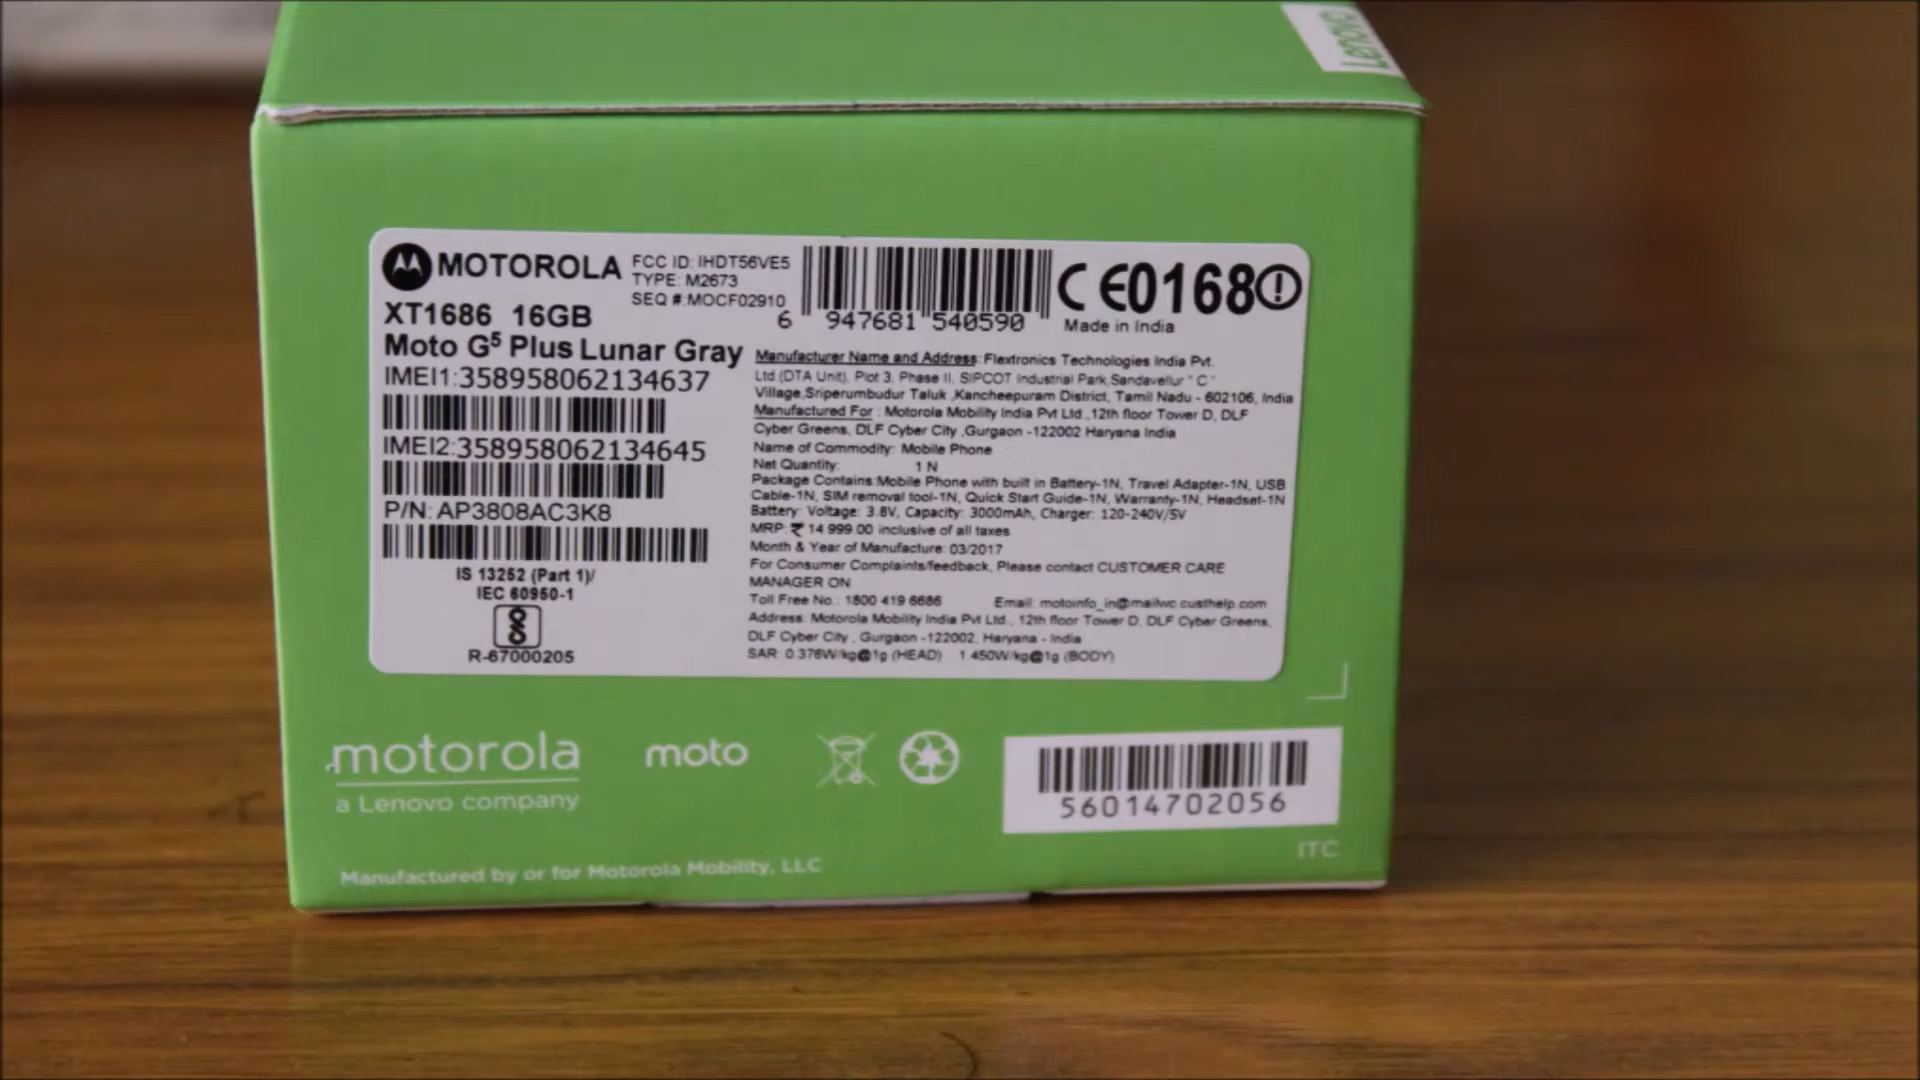 Lenovo
MOTOROLA
FCC ID: IHDT56VE5
TYPE: M2673
SEQ #:MOCF02910
XT1686 16GB
Moto G5 Plus Lunar Gray
IMEI1:358958062134637
IMEI2:358958062134645
P/N: AP3808AC3K8
IS 13252 (Part 1)/
IEC 60950-1
R-67000205
6 947681 540590
CE0168
Made in India
Manufacturer Name and Address: Flextronics Technologies India Pvt.
Ltd.(DTA Unit), Plot 3, Phase II, SIPCOT Industrial Park,Sandavellur " C "
Village,Sriperumbudur Taluk ,Kancheepuram District, Tamil Nadu - 602106, India
Manufactured For : Motorola Mobility India Pvt Ltd.,12th floor Tower D, DLF
Cyber Greens, DLF Cyber City ,Gurgaon -122002 Haryana India
Name of Commodity: Mobile Phone
Net Quantity: 1 N
Package Contains:Mobile Phone with built in Battery-1N, Travel Adapter-1N, USB
Cable-1N, SIM removal tool-1N, Quick Start Guide-1N, Warranty-1N, Headset-1N
Battery: Voltage: 3.8V, Capacity: 3000mAh, Charger: 120-240V/5V
MRP: ₹ 14 999.00 inclusive of all taxes
Month & Year of Manufacture: 03/2017
For Consumer Complaints/feedback, Please contact CUSTOMER CARE
MANAGER ON
Toll Free No.: 1800 419 6686 Email: motoinfo_in@mailwc.custhelp.com
Address: Motorola Mobility India Pvt Ltd., 12th floor Tower D, DLF Cyber Greens,
DLF Cyber City , Gurgaon -122002, Haryana - India
SAR: 0.376W/kg@1g (HEAD) 1.450W/kg@1g (BODY)
motorola
a Lenovo company
moto
56014702056
ITC
Manufactured by or for Motorola Mobility, LLC